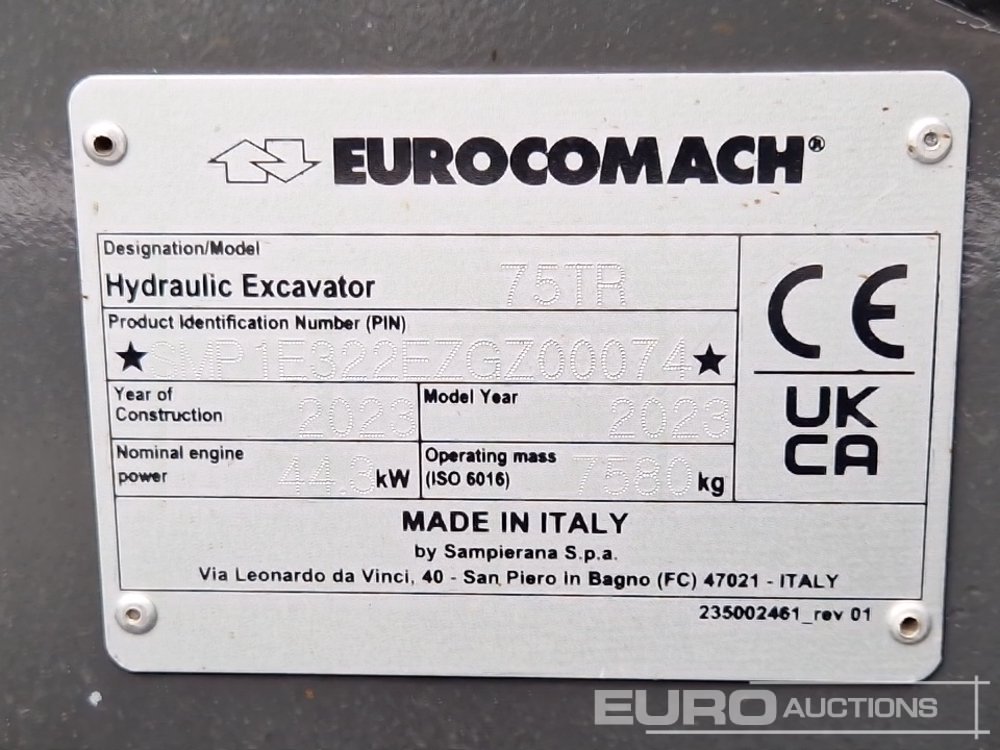 EUROCOMACH®
Designation/Model
Hydraulic Excavator 75TR
Product Identification Number (PIN)
★SMP1E322EZGZ00074★
Year of Construction 2023
Model Year 2023
Nominal engine power 44.3 kW
Operating mass (ISO 6016) 7580 kg
CE
UK
CA
MADE IN ITALY
by Sampierana S.p.a.
Via Leonardo da Vinci, 40 - San Piero in Bagno (FC) 47021 - ITALY
235002461_rev 01
EURO AUCTIONS